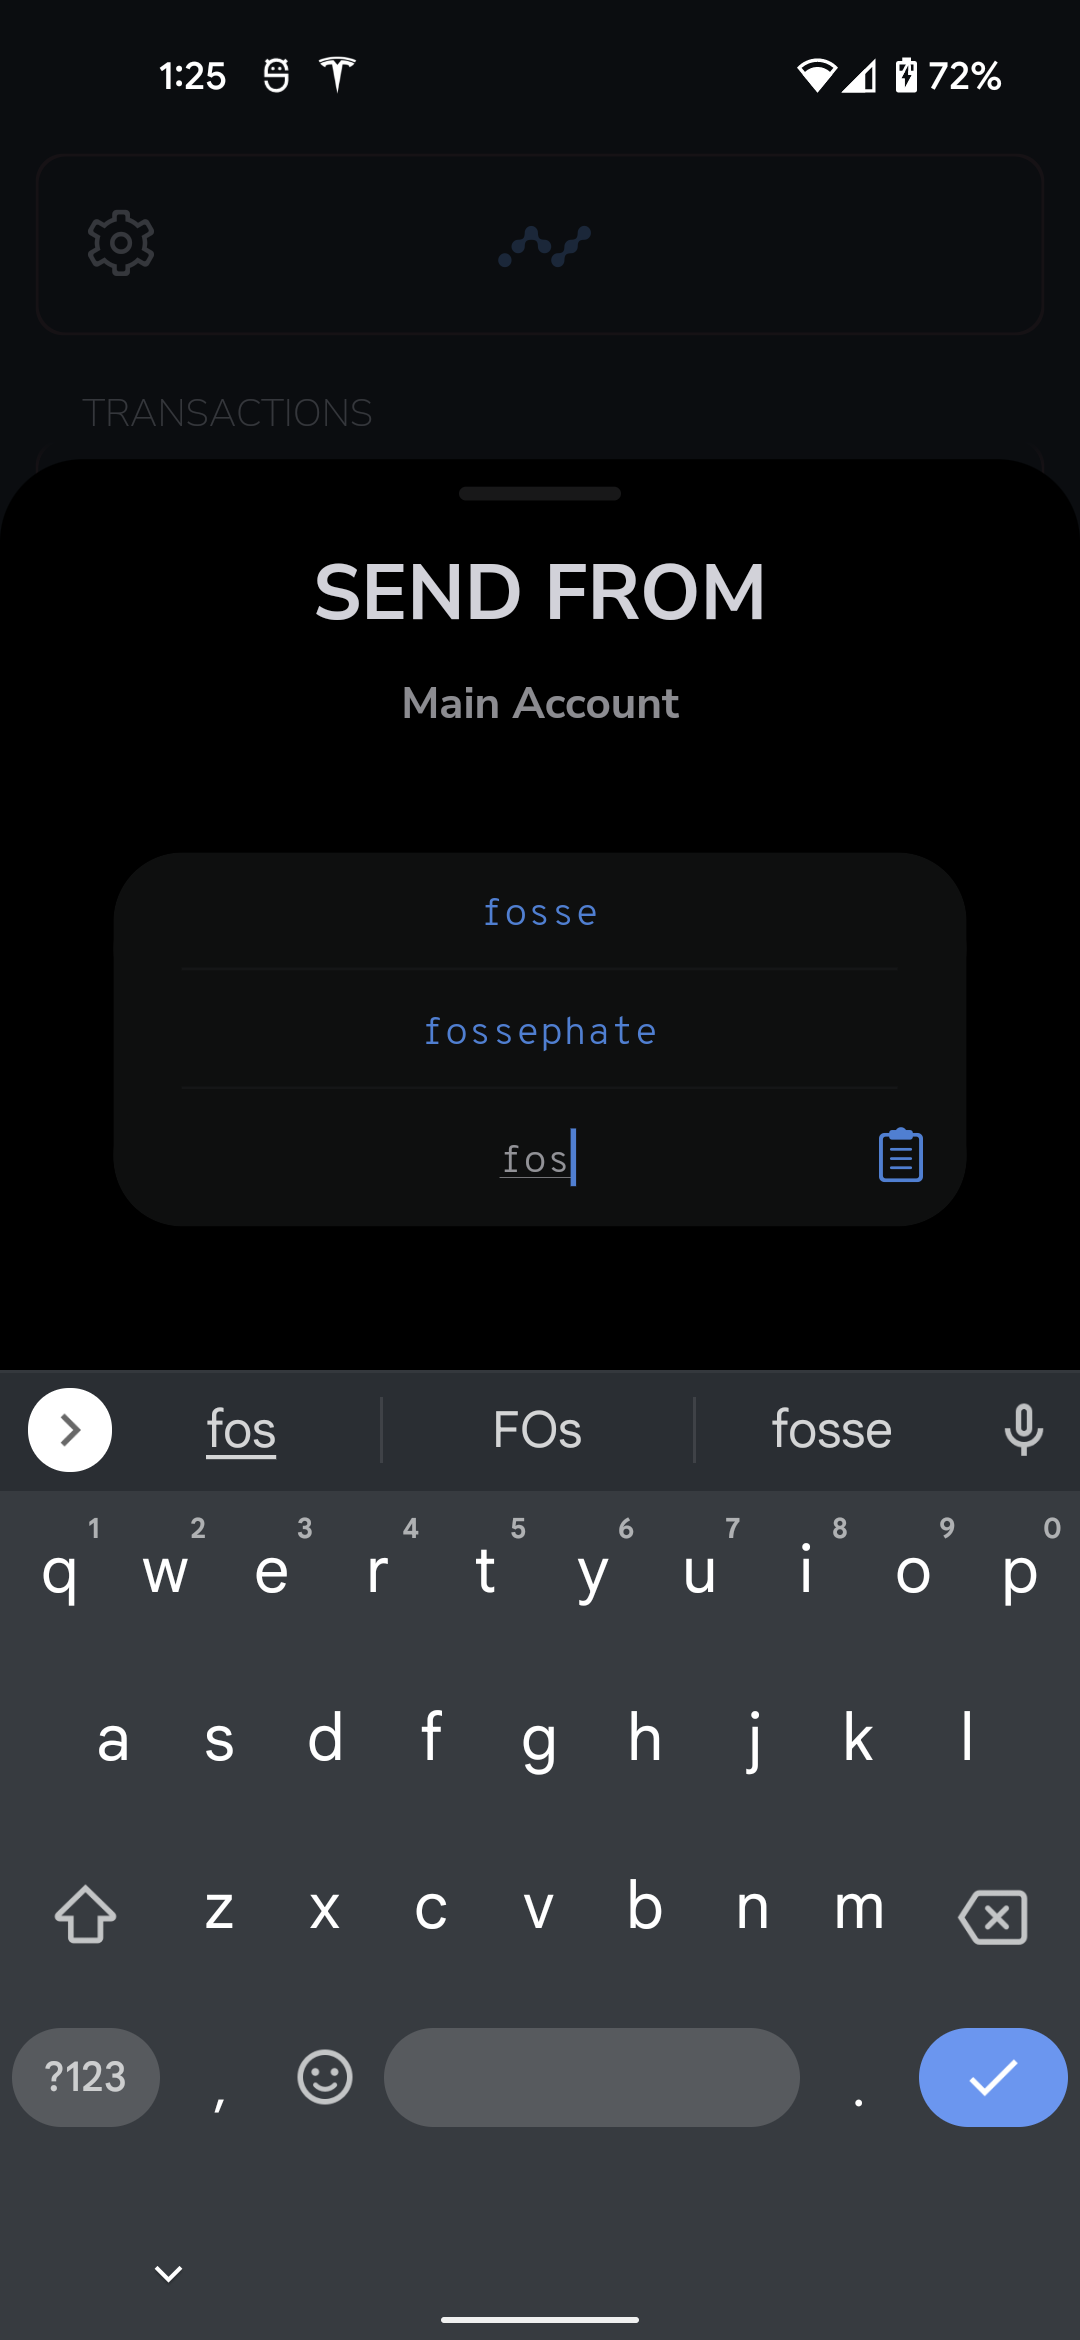 1:25 72%
TRANSACTIONS
SEND FROM
Main Account
fosse
fossephate
fos
fos FOs fosse
1 2 3 4 5 6 7 8 9 0
q w e r t y u i o p
a s d f g h j k l
z x c v b n m
?123 , .